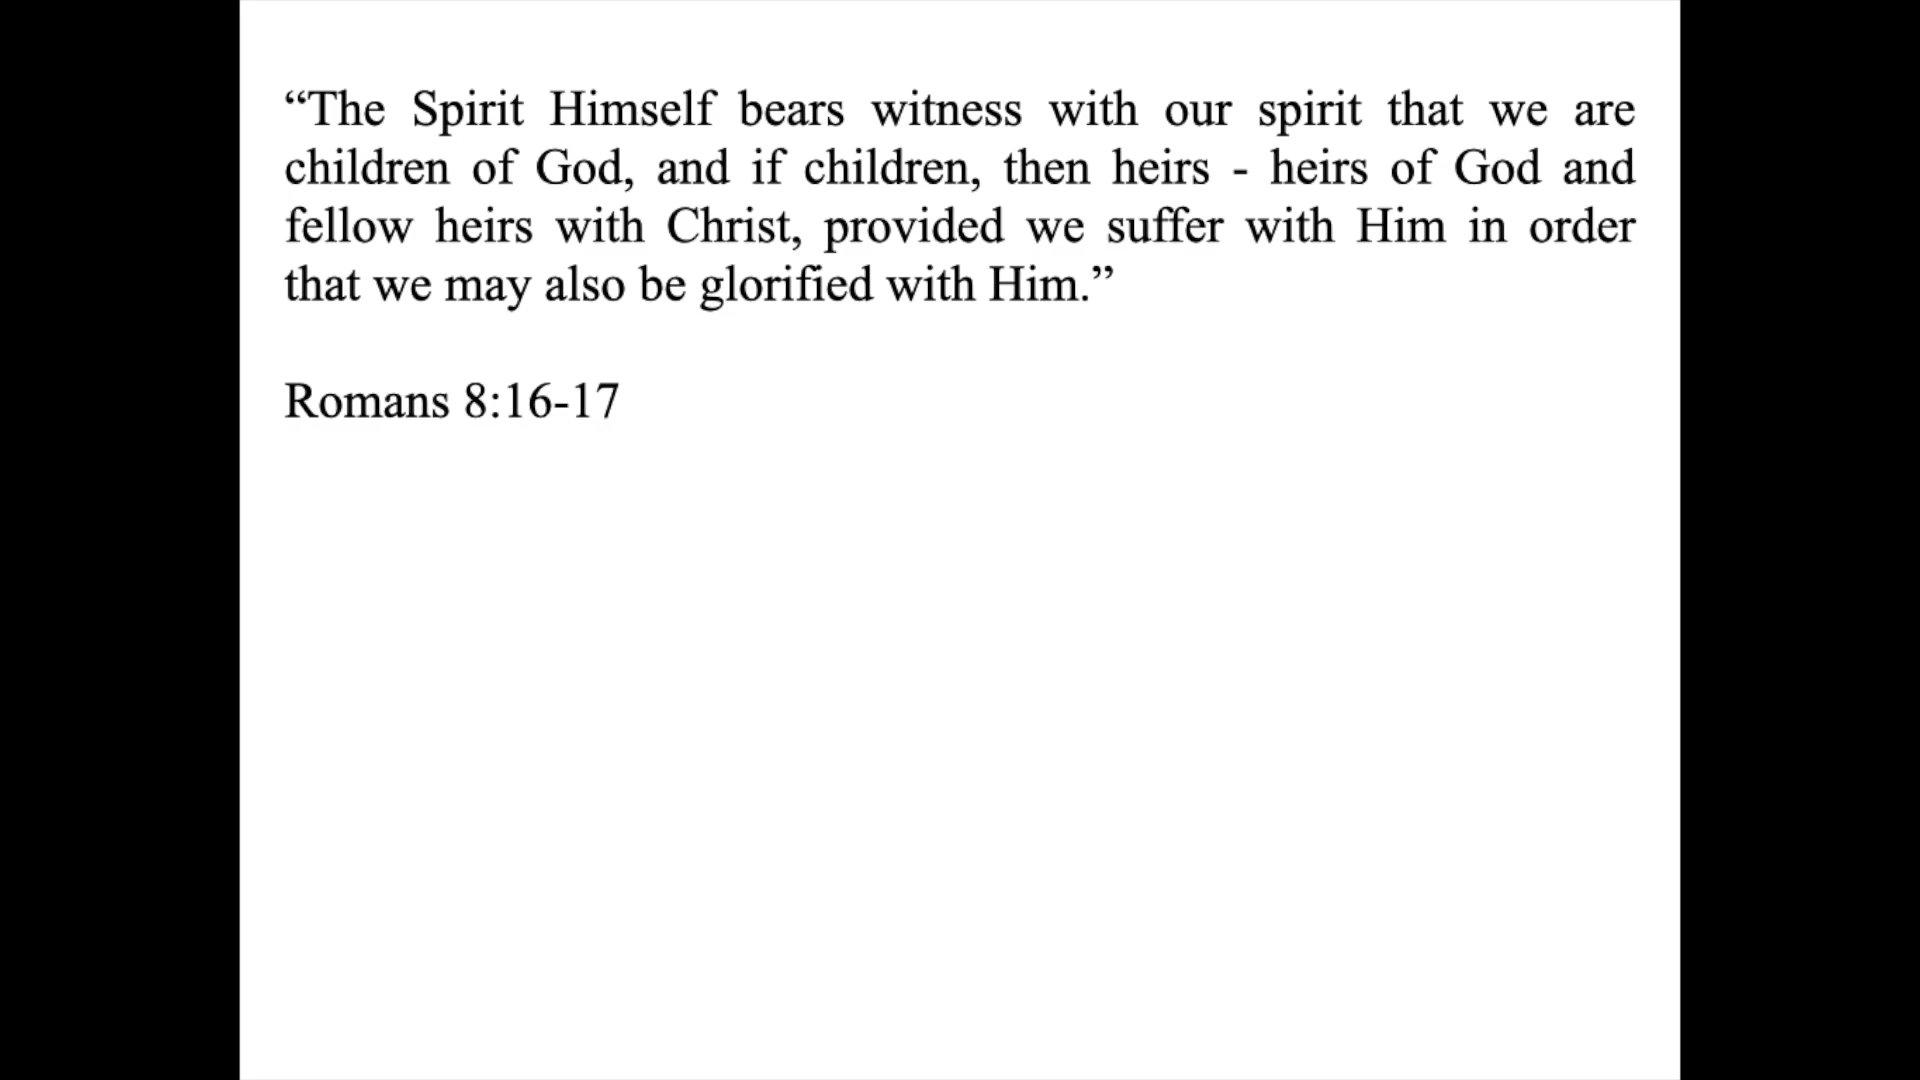 “The Spirit Himself bears witness with our spirit that we are
children of God, and if children, then heirs - heirs of God and
fellow heirs with Christ, provided we suffer with Him in order
that we may also be glorified with Him.”
Romans 8:16-17